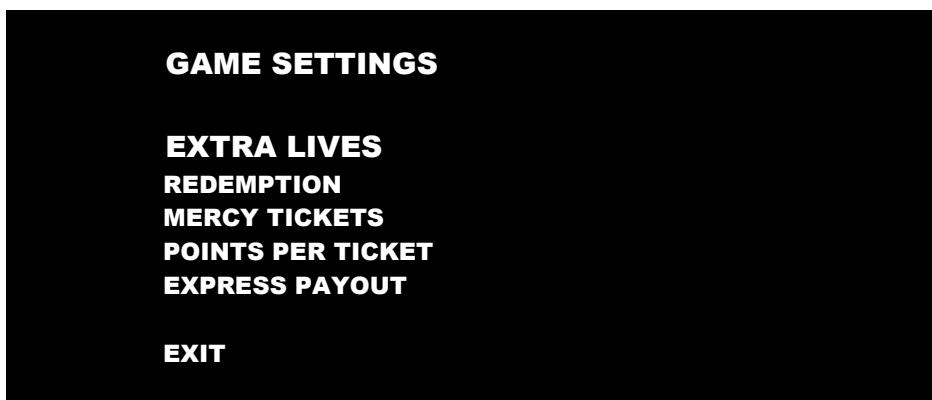 GAME SETTINGS
EXTRA LIVES
REDEMPTION
MERCY TICKETS
POINTS PER TICKET
EXPRESS PAYOUT
EXIT